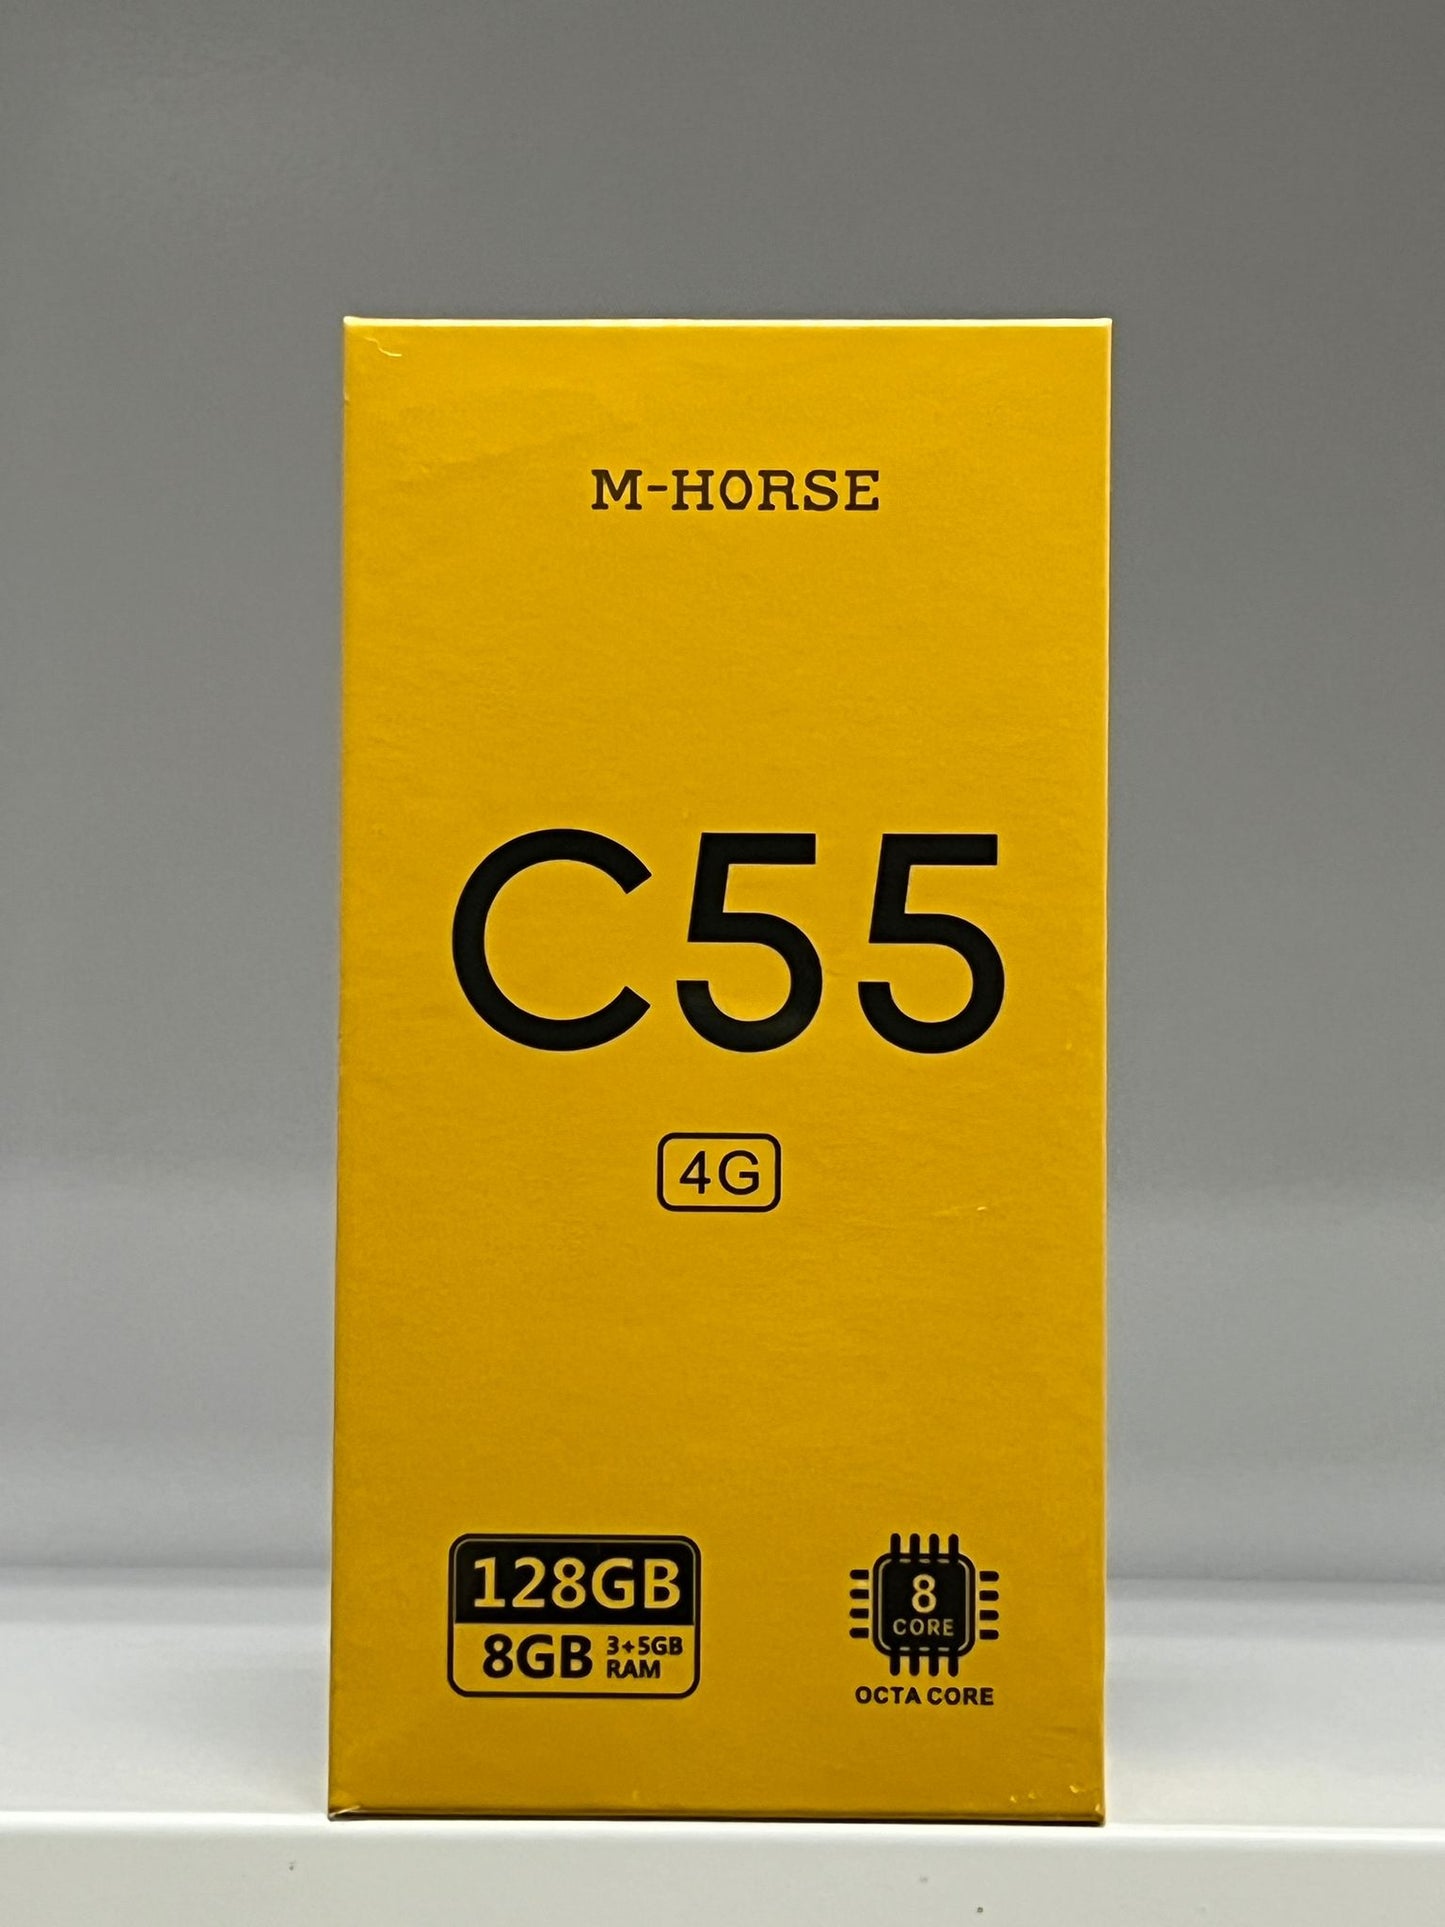 M-HORSE
C55
4G
128GB
8GB 3+5GB RAM
8
CORE
OCTA CORE